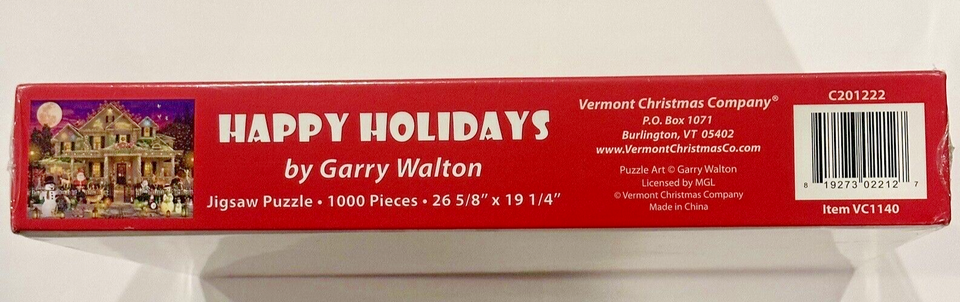 HAPPY HOLIDAYS
by Garry Walton
Jigsaw Puzzle • 1000 Pieces • 26 5/8" x 19 1/4"
Vermont Christmas Company®
P.O. Box 1071
Burlington, VT 05402
www.VermontChristmasCo.com
Puzzle Art © Garry Walton
Licensed by MGL
© Vermont Christmas Company
Made in China
C201222
8 19273 02212 7
Item VC1140